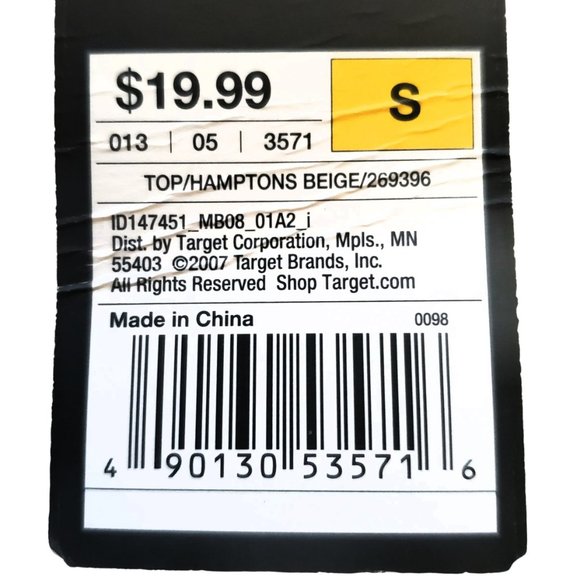 $19.99
S
013 | 05 | 3571
TOP/HAMPTONS BEIGE/269396
ID147451_MB08_01A2_i
Dist. by Target Corporation, Mpls., MN
55403 ©2007 Target Brands, Inc.
All Rights Reserved Shop Target.com
Made in China
0098
4 90130 53571 6